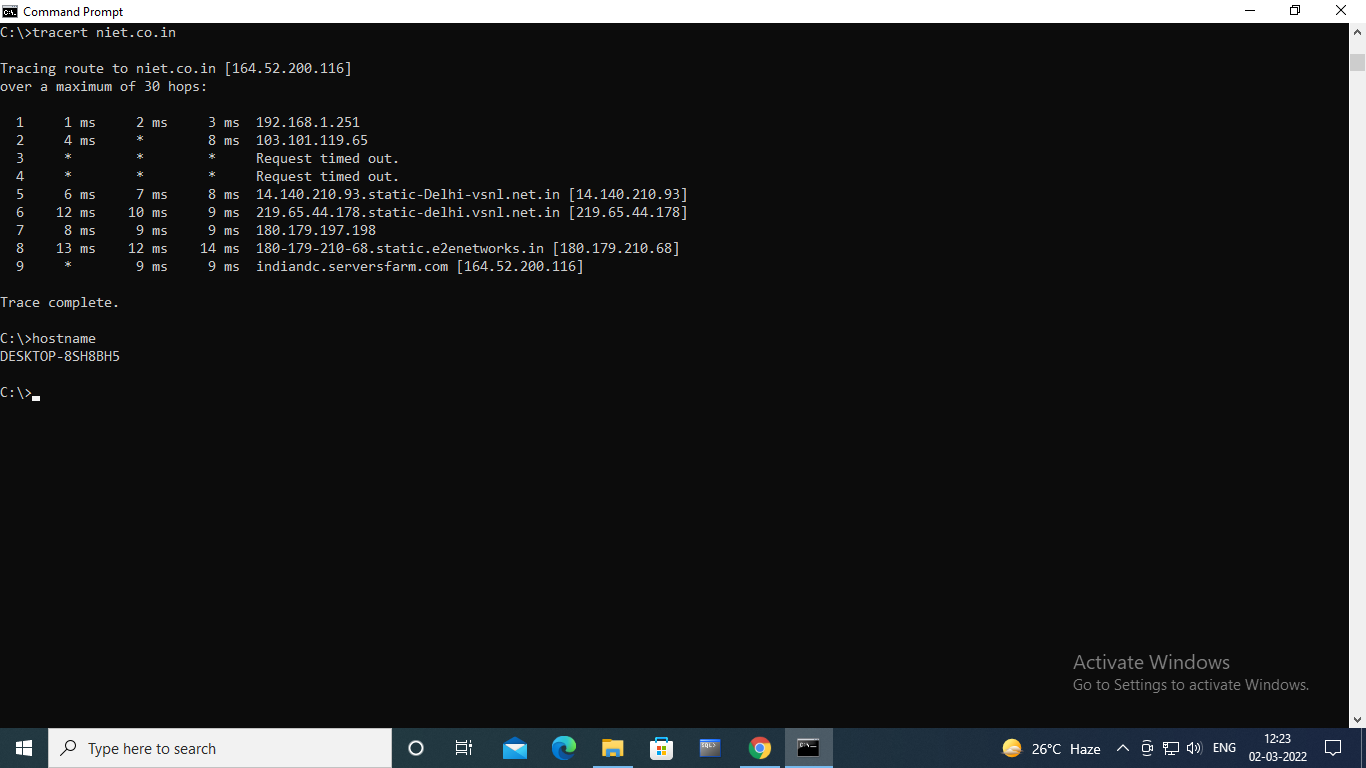 Command Prompt
C:\>tracert niet.co.in
Tracing route to niet.co.in [164.52.200.116]
over a maximum of 30 hops:
1 1 ms 2 ms 3 ms 192.168.1.251
2 4 ms * 8 ms 103.101.119.65
3 * * * Request timed out.
4 * * * Request timed out.
5 6 ms 7 ms 8 ms 14.140.210.93.static-Delhi-vsnl.net.in [14.140.210.93]
6 12 ms 10 ms 9 ms 219.65.44.178.static-delhi.vsnl.net.in [219.65.44.178]
7 8 ms 9 ms 9 ms 180.179.197.198
8 13 ms 12 ms 14 ms 180-179-210-68.static.e2enetworks.in [180.179.210.68]
9 * 9 ms 9 ms indiandc.serversfarm.com [164.52.200.116]
Trace complete.
C:\>hostname
DESKTOP-8SH8BH5
C:\>
Activate Windows
Go to Settings to activate Windows.
Type here to search
26°C Haze
ENG
12:23
02-03-2022